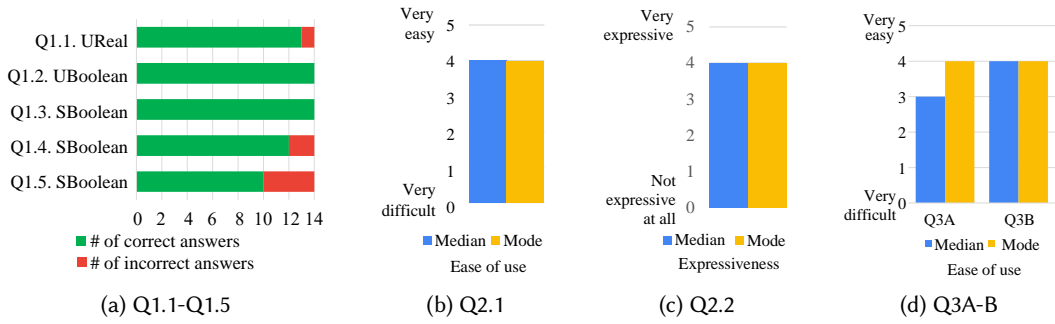 Q1.1. UReal
Q1.2. UBoolean
Q1.3. SBoolean
Q1.4. SBoolean
Q1.5. SBoolean
0 2 4 6 8 10 12 14
# of correct answers
# of incorrect answers
(a) Q1.1-Q1.5
Very
easy
5
4
3
2
1
Very
difficult
0
Median Mode
Ease of use
(b) Q2.1
Very
expressive
5
4
3
2
1
Not
expressive
at all
0
Median Mode
Expressiveness
(c) Q2.2
Very
easy
5
4
3
2
1
Very
difficult
0
Q3A Q3B
Median Mode
Ease of use
(d) Q3A-B